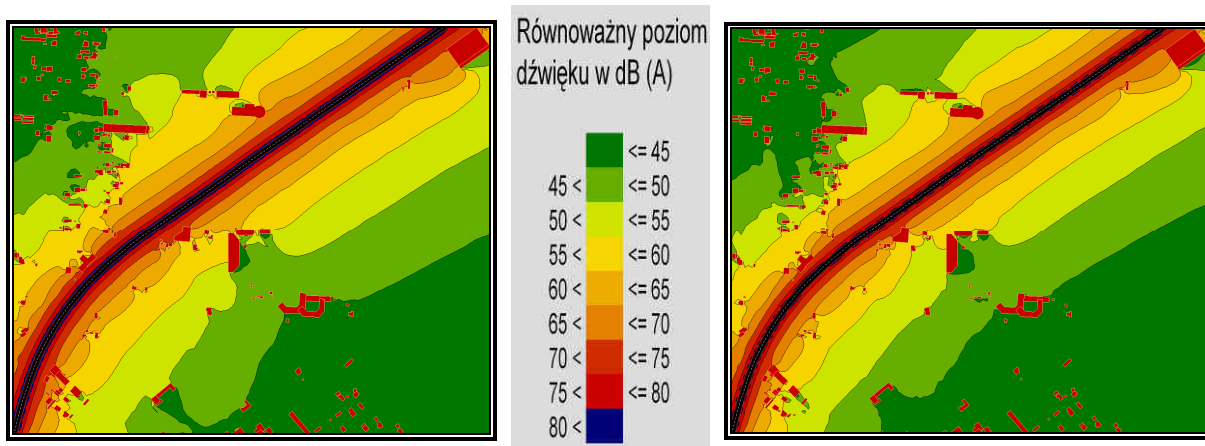 Równoważny poziom
dźwięku w dB (A)
<= 45
45 < <= 50
50 < <= 55
55 < <= 60
60 < <= 65
65 < <= 70
70 < <= 75
75 < <= 80
80 <